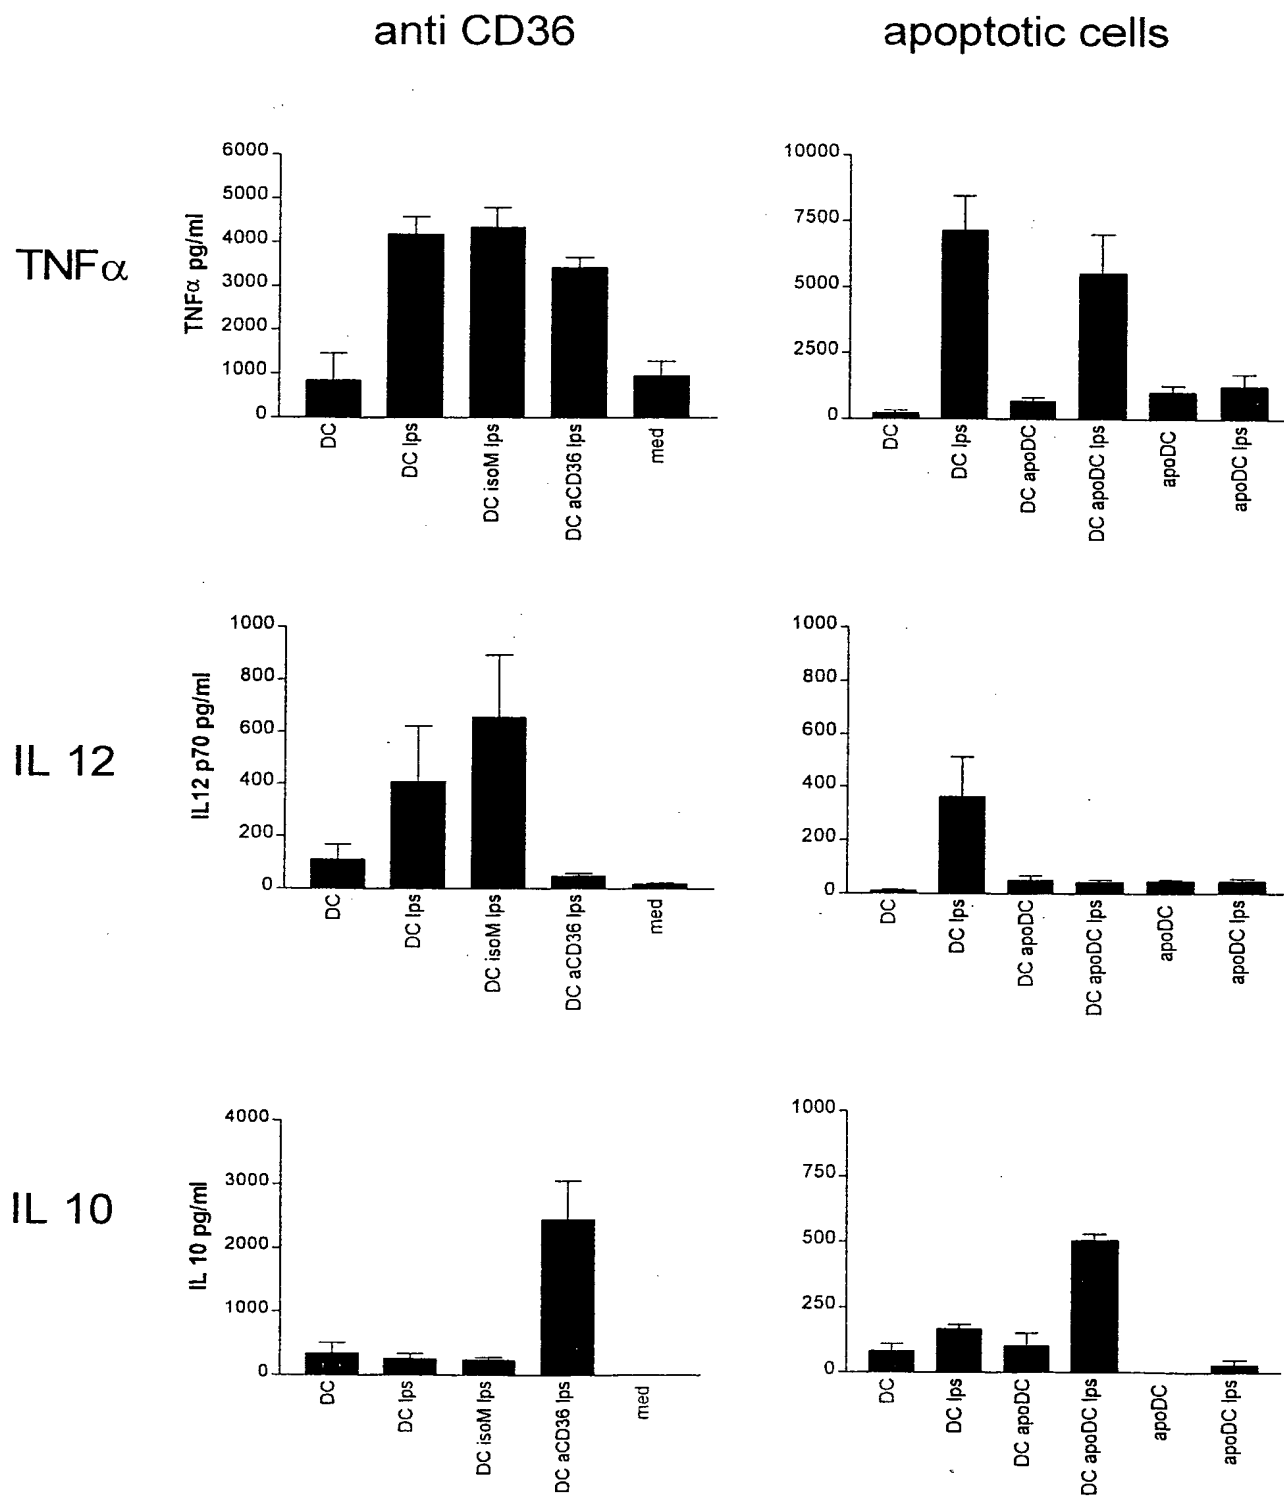 anti CD36
apoptotic cells
TNFα
TNFα pg/ml
6000
5000
4000
3000
2000
1000
0
DC
DC lps
DC isoM lps
DC aCD36 lps
med
10000
7500
5000
2500
0
DC
DC lps
DC apoDC
DC apoDC lps
apoDC
apoDC lps
IL 12
IL12 p70 pg/ml
1000
800
600
400
200
0
DC
DC lps
DC isoM lps
DC aCD36 lps
med
1000
800
600
400
200
0
DC
DC lps
DC apoDC
DC apoDC lps
apoDC
apoDC lps
IL 10
IL 10 pg/ml
4000
3000
2000
1000
0
DC
DC lps
DC isoM lps
DC aCD36 lps
med
1000
750
500
250
0
DC
DC lps
DC apoDC
DC apoDC lps
apoDC
apoDC lps